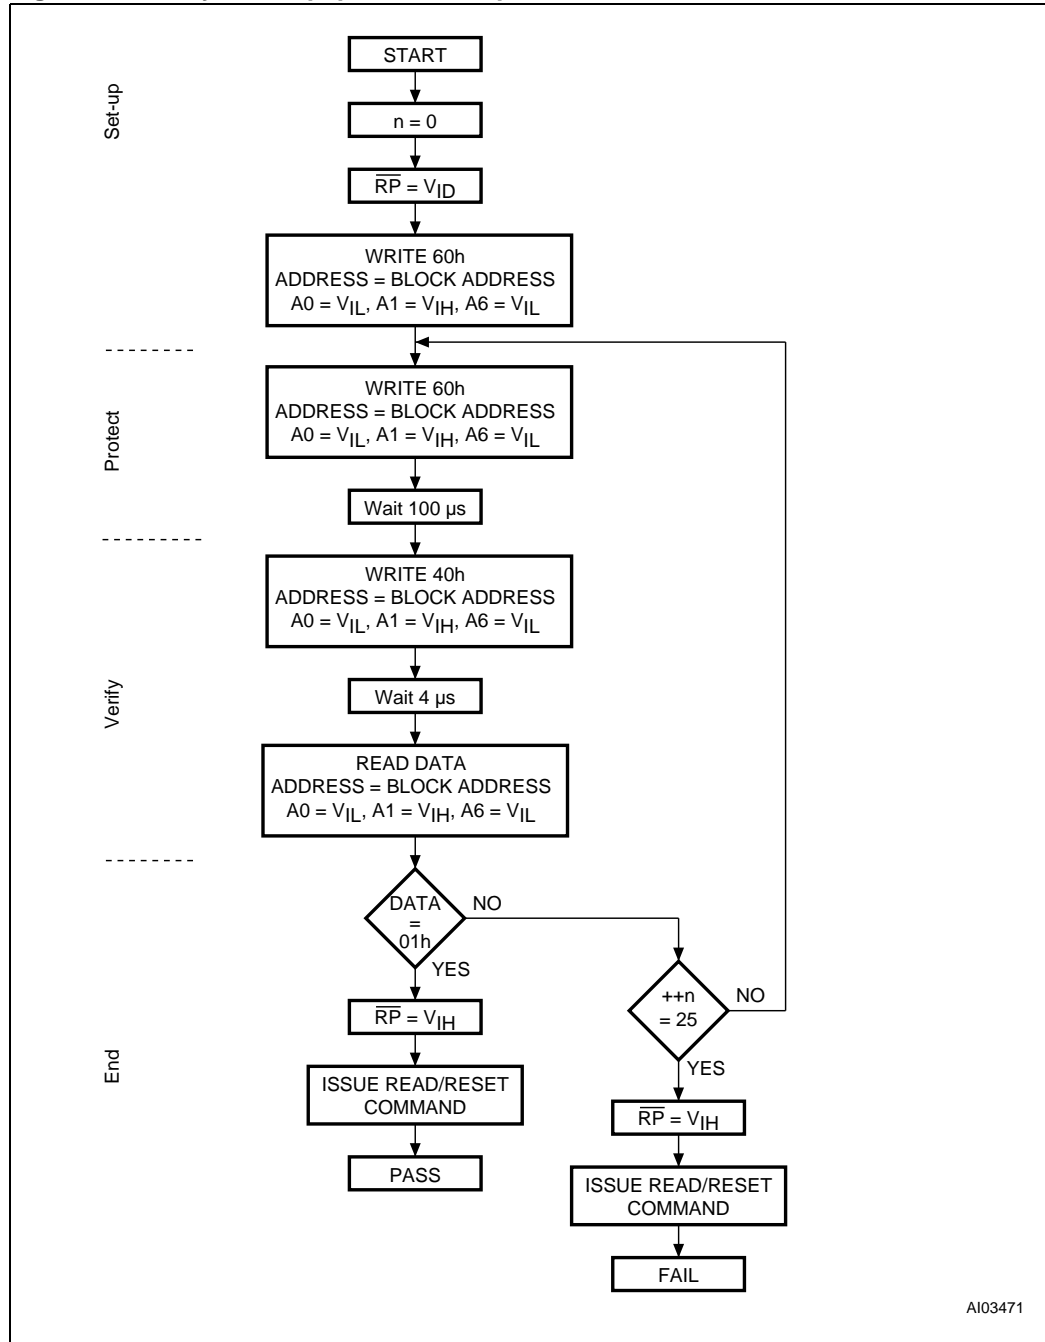 START
Set-up
n = 0
R̅P̅ = VID
WRITE 60h
ADDRESS = BLOCK ADDRESS
A0 = VIL, A1 = VIH, A6 = VIL
Protect
WRITE 60h
ADDRESS = BLOCK ADDRESS
A0 = VIL, A1 = VIH, A6 = VIL
Wait 100 µs
Verify
WRITE 40h
ADDRESS = BLOCK ADDRESS
A0 = VIL, A1 = VIH, A6 = VIL
Wait 4 µs
READ DATA
ADDRESS = BLOCK ADDRESS
A0 = VIL, A1 = VIH, A6 = VIL
End
DATA
=
01h
NO
YES
++n
= 25
NO
YES
R̅P̅ = VIH
ISSUE READ/RESET
COMMAND
PASS
R̅P̅ = VIH
ISSUE READ/RESET
COMMAND
FAIL
AI03471